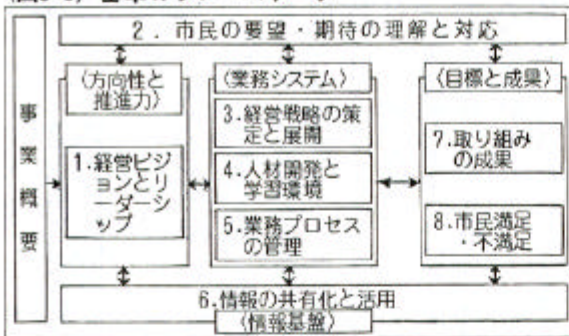 2．市民の要望・期待の理解と対応
事業概要
〈方向性と
推進力〉
1.経営ビジ
ョンとリ
ーダーシ
ップ
〈業務システム〉
3.経営戦略の策
定と展開
4.人材開発と
学習環境
5.業務プロセス
の管理
〈目標と成果〉
7.取り組み
の成果
8.市民満足
・不満足
6.情報の共有化と活用
〈情報基盤〉